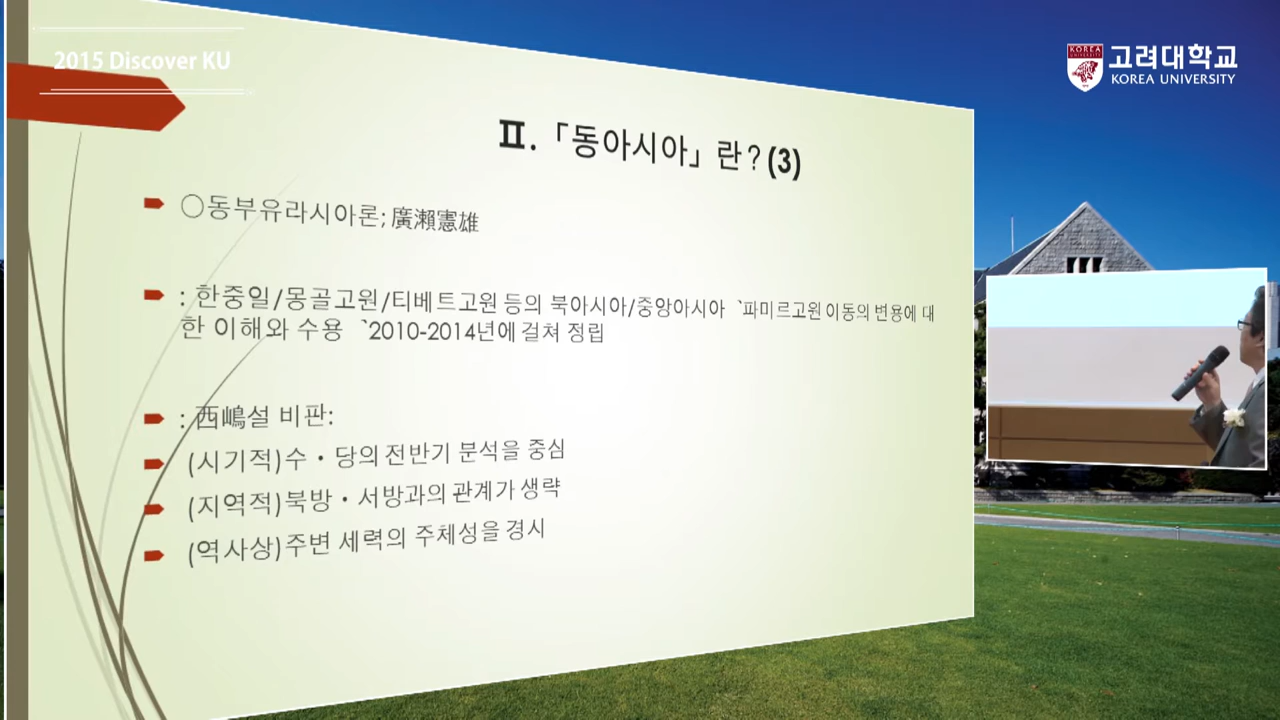 2015 Discover KU
KOREA
UNIVERSITY
고려대학교
KOREA UNIVERSITY
Ⅱ.「동아시아」란?(3)
○동부유라시아론; 廣瀨憲雄
: 한중일/몽골고원/티베트고원 등의 북아시아/중앙아시아 `파미르고원 이동의 변용에 대
한 이해와 수용 `2010-2014년에 걸쳐 정립
: 西嶋설 비판:
(시기적)수・당의 전반기 분석을 중심
(지역적)북방・서방과의 관계가 생략
(역사상)주변 세력의 주체성을 경시